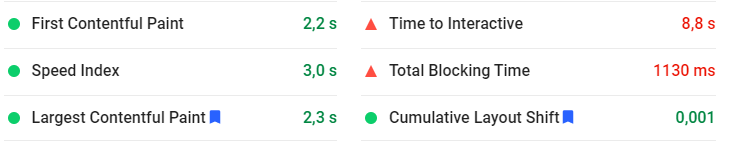 First Contentful Paint 2,2 s
Time to Interactive 8,8 s
Speed Index 3,0 s
Total Blocking Time 1130 ms
Largest Contentful Paint 2,3 s
Cumulative Layout Shift 0,001